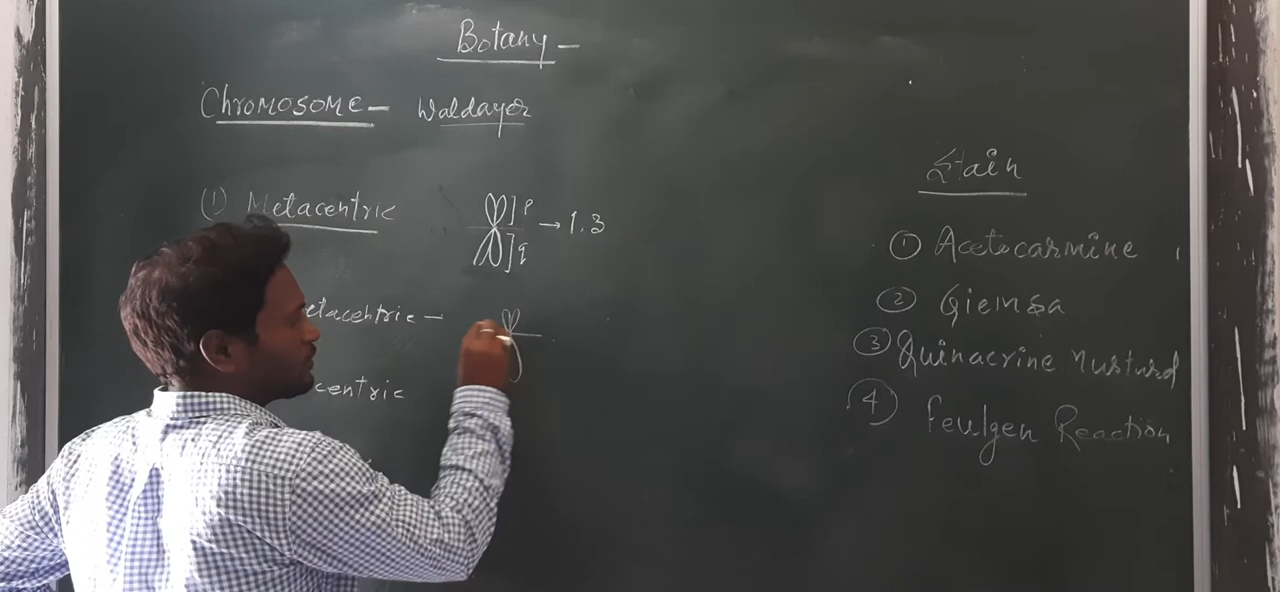 Botany -
Chromosome - Waldayer
(1) Metacentric
] p
] q
→ 1, 3
etacentric -
centric
Stain
① Acetocarmine
② Giemsa
③ Quinacrine Musturd
④ Feulgen Reaction